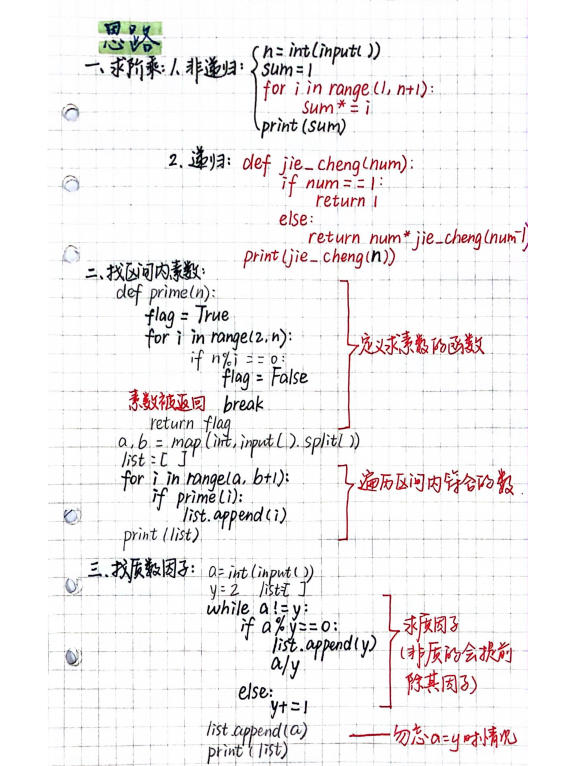 思路
一、求阶乘: 1、非递归: n=int(input())
sum=1
for i in range(1, n+1):
sum*=i
print(sum)
2、递归: def jie_cheng(num):
if num==1:
return 1
else:
return num*jie_cheng(num-1)
print(jie_cheng(n))
二、找区间内素数:
def prime(n):
flag = True
for i in range(2,n):
if n%i==0:
flag = False
素数被返回 break
return flag
定义求素数的函数
a,b = map(int,input().split())
list=[ ]
for i in range(a, b+1):
if prime(i):
list.append(i)
print(list)
遍历区间内符合的数.
三、找质数因子: a=int(input())
y=2 list[ ]
while a!=y:
if a%y==0:
list.append(y)
a/y
else:
y+=1
求质因子
(非质的会提前
除其因子)
list.append(a) ——勿忘a=y时情况
print(list)